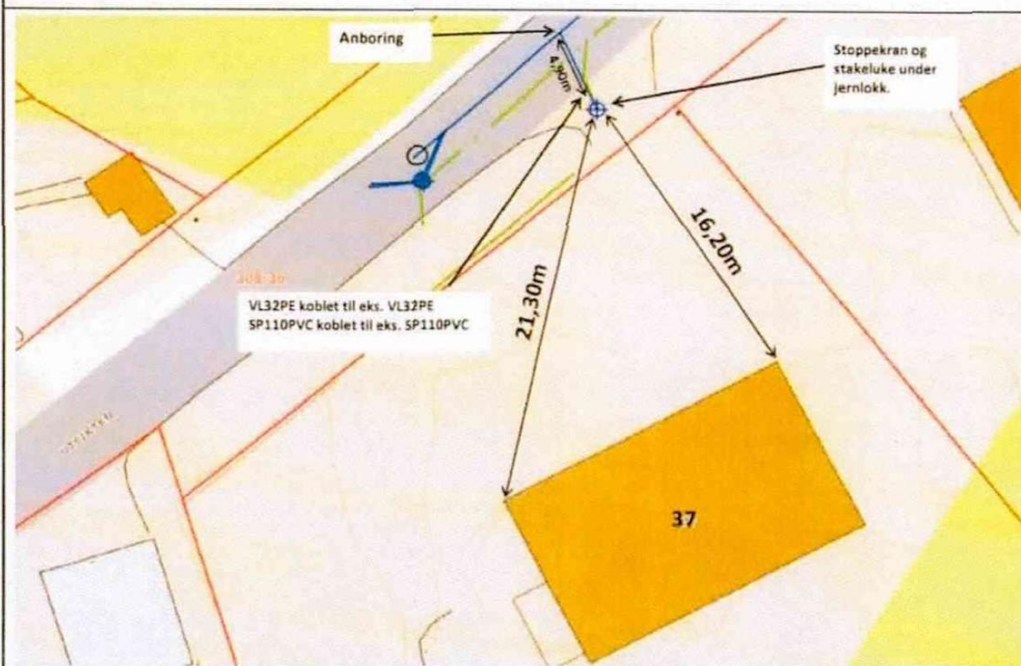 Anboring
Stoppekran og
stakeluke under
jernlokk.
4,90m
16,20m
21,30m
VL32PE koblet til eks. VL32PE
SP110PVC koblet til eks. SP110PVC
37